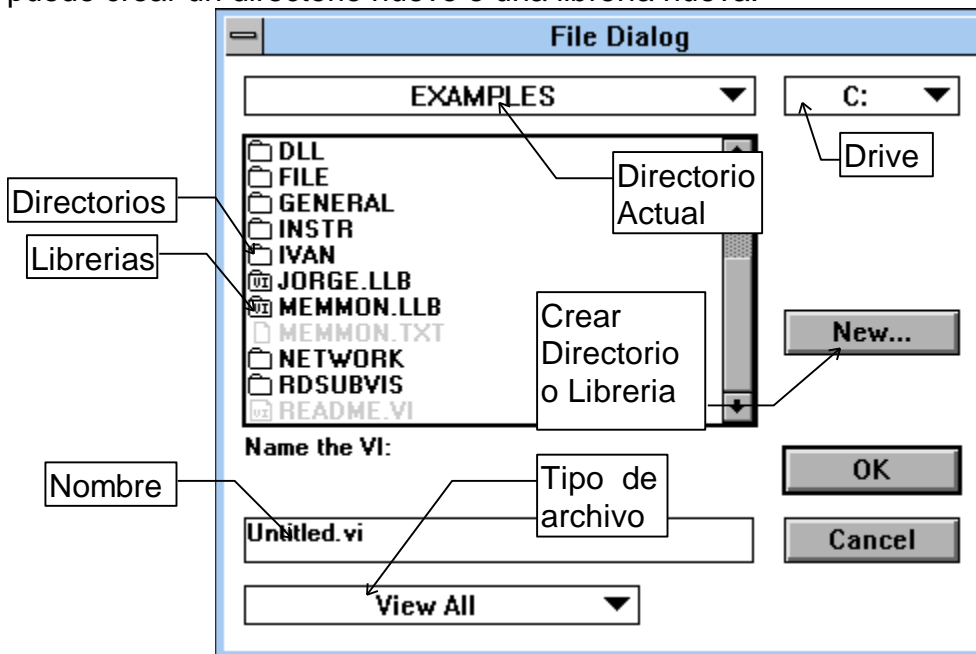 puede crear un directorio nuevo o una librería nueva.
File Dialog
EXAMPLES
C:
Drive
DLL
FILE
GENERAL
INSTR
IVAN
JORGE.LLB
MEMMON.LLB
MEMMON.TXT
NETWORK
RDSUBVIS
README.VI
Directorio
Actual
Directorios
Librerias
Crear
Directorio
o Libreria
New...
Name the VI:
Nombre
Tipo de
archivo
OK
Untitled.vi
Cancel
View All